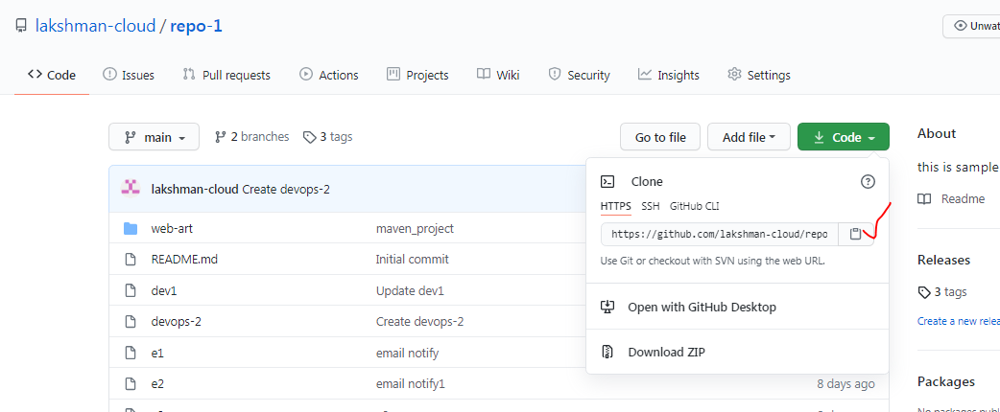 lakshman-cloud / repo-1
Unwat
Code Issues Pull requests Actions Projects Wiki Security Insights Settings
main 2 branches 3 tags Go to file Add file Code
lakshman-cloud Create devops-2
web-art maven_project
README.md Initial commit
dev1 Update dev1
devops-2 Create devops-2
e1 email notify
e2 email notify1 8 days ago
Clone
HTTPS SSH GitHub CLI
https://github.com/lakshman-cloud/repo
Use Git or checkout with SVN using the web URL.
Open with GitHub Desktop
Download ZIP
About
this is sample
Readme
Releases
3 tags
Create a new relea
Packages